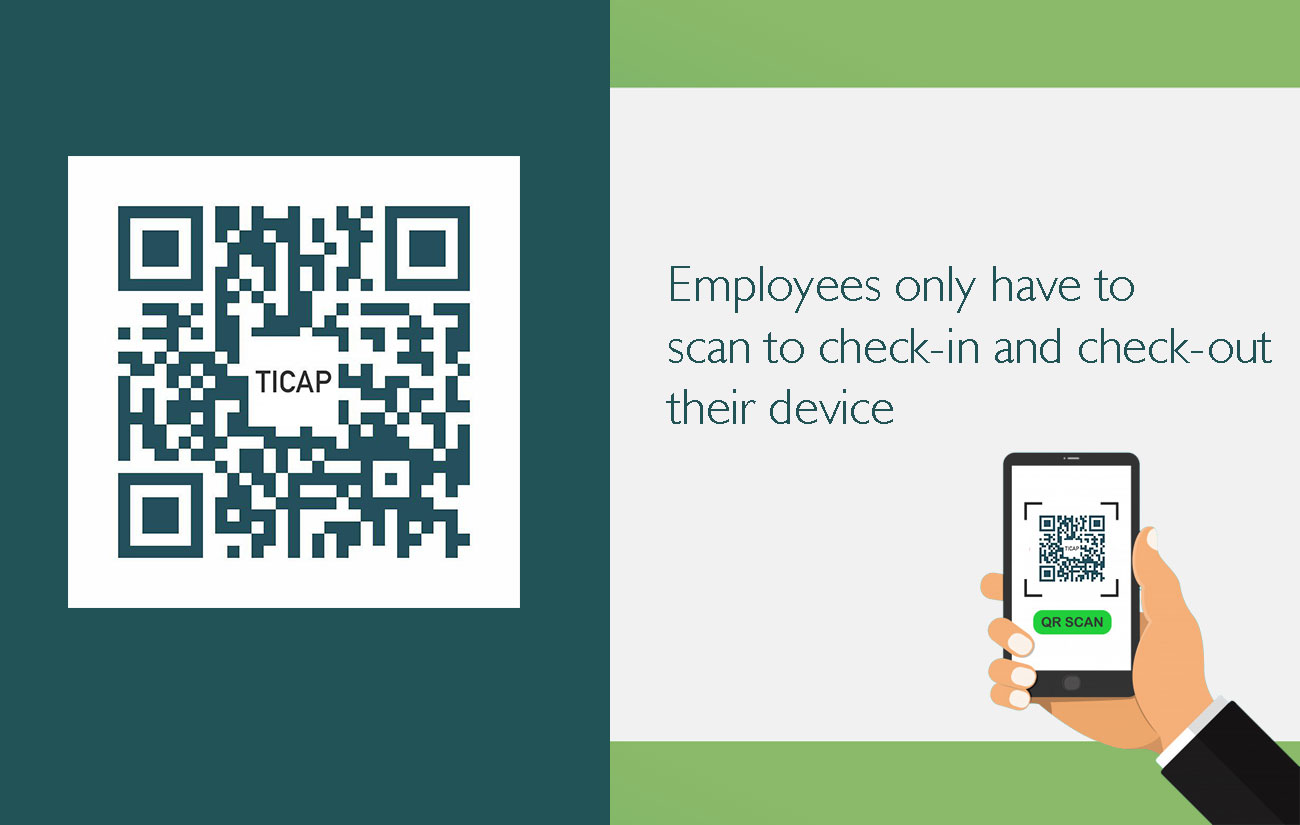 TICAP
Employees only have to
scan to check-in and check-out
their device
TICAP
QR SCAN